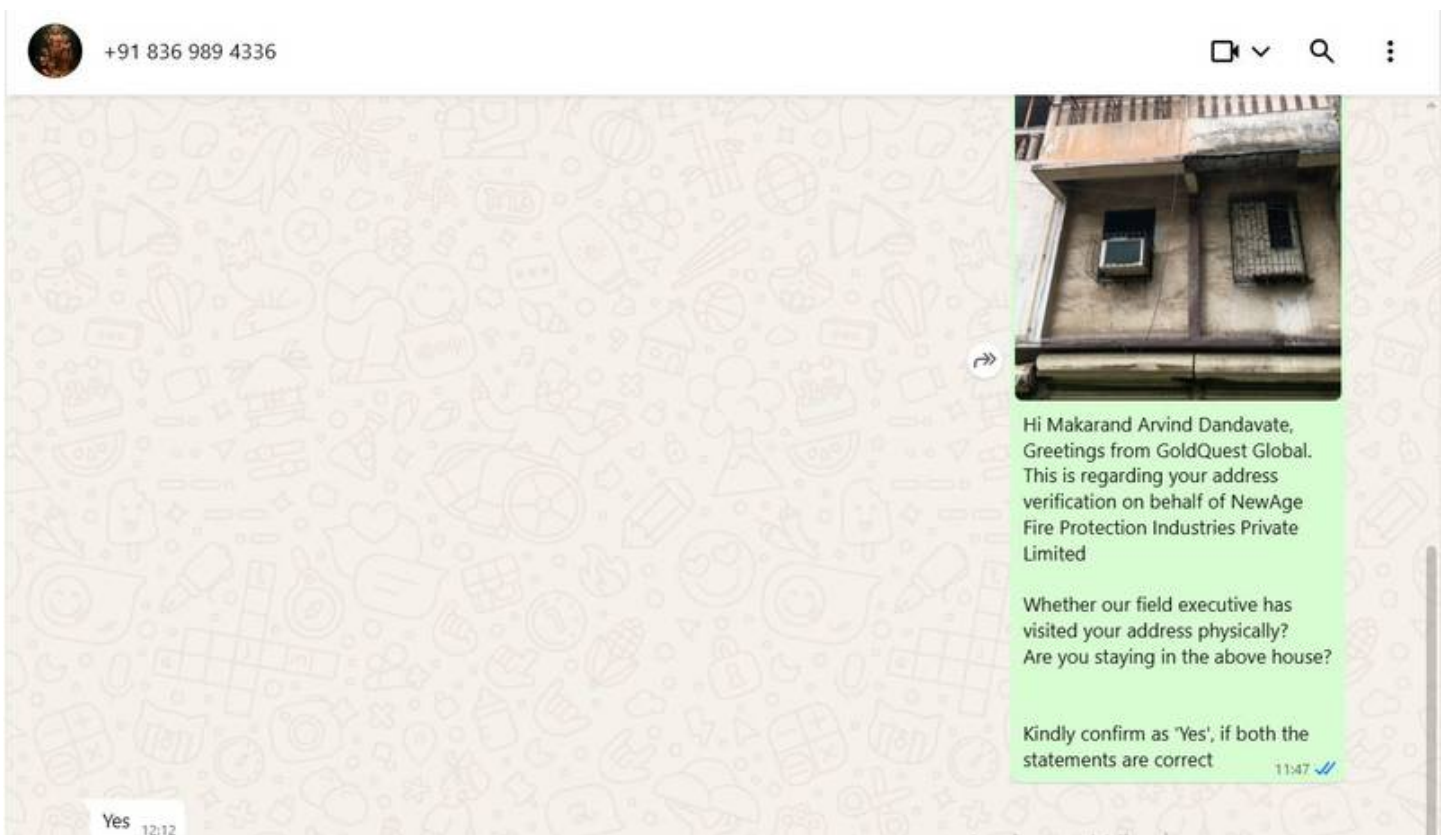 +91 836 989 4336
Hi Makarand Arvind Dandavate,
Greetings from GoldQuest Global.
This is regarding your address
verification on behalf of NewAge
Fire Protection Industries Private
Limited
Whether our field executive has
visited your address physically?
Are you staying in the above house?
Kindly confirm as 'Yes', if both the
statements are correct
11:47
Yes 12:12